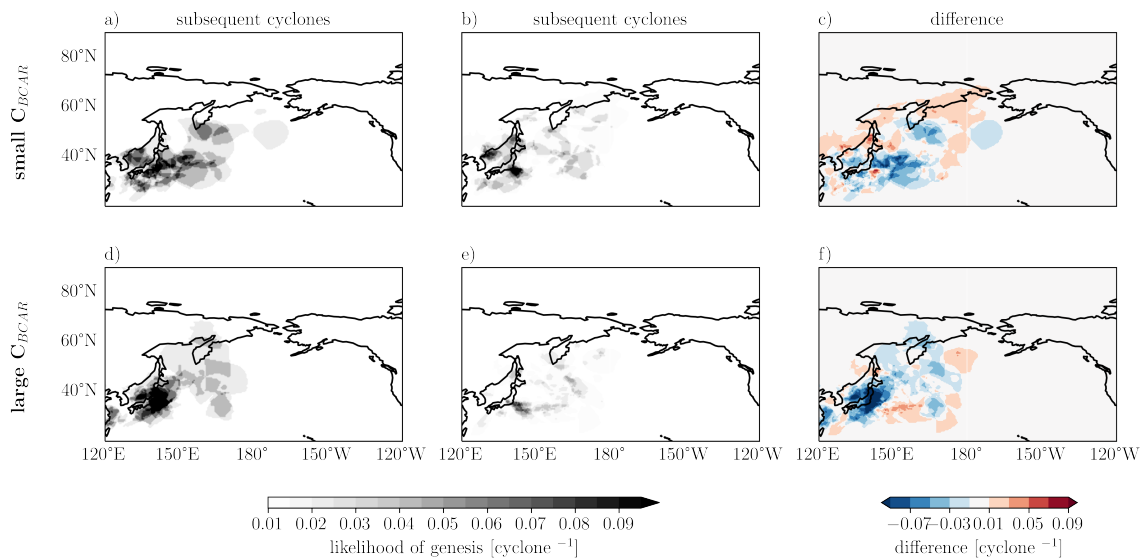 a) subsequent cyclones
b) subsequent cyclones
c) difference
small C_BCAR
80°N
60°N
40°N
d)
e)
f)
large C_BCAR
80°N
60°N
40°N
120°E 150°E 180° 150°W 120°W
120°E 150°E 180° 150°W 120°W
120°E 150°E 180° 150°W 120°W
0.01 0.02 0.03 0.04 0.05 0.06 0.07 0.08 0.09
likelihood of genesis [cyclone ⁻¹]
−0.07 −0.03 0.01 0.05 0.09
difference [cyclone ⁻¹]